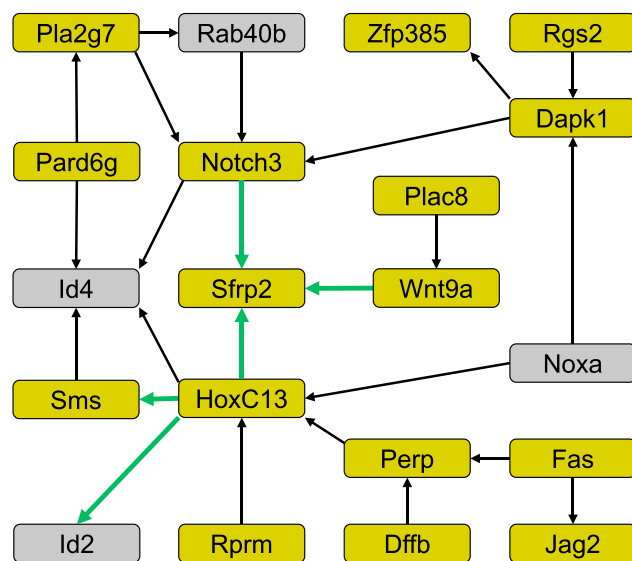 Pla2g7
Rab40b
Zfp385
Rgs2
Dapk1
Pard6g
Notch3
Plac8
Id4
Sfrp2
Wnt9a
Noxa
Sms
HoxC13
Perp
Fas
Id2
Rprm
Dffb
Jag2